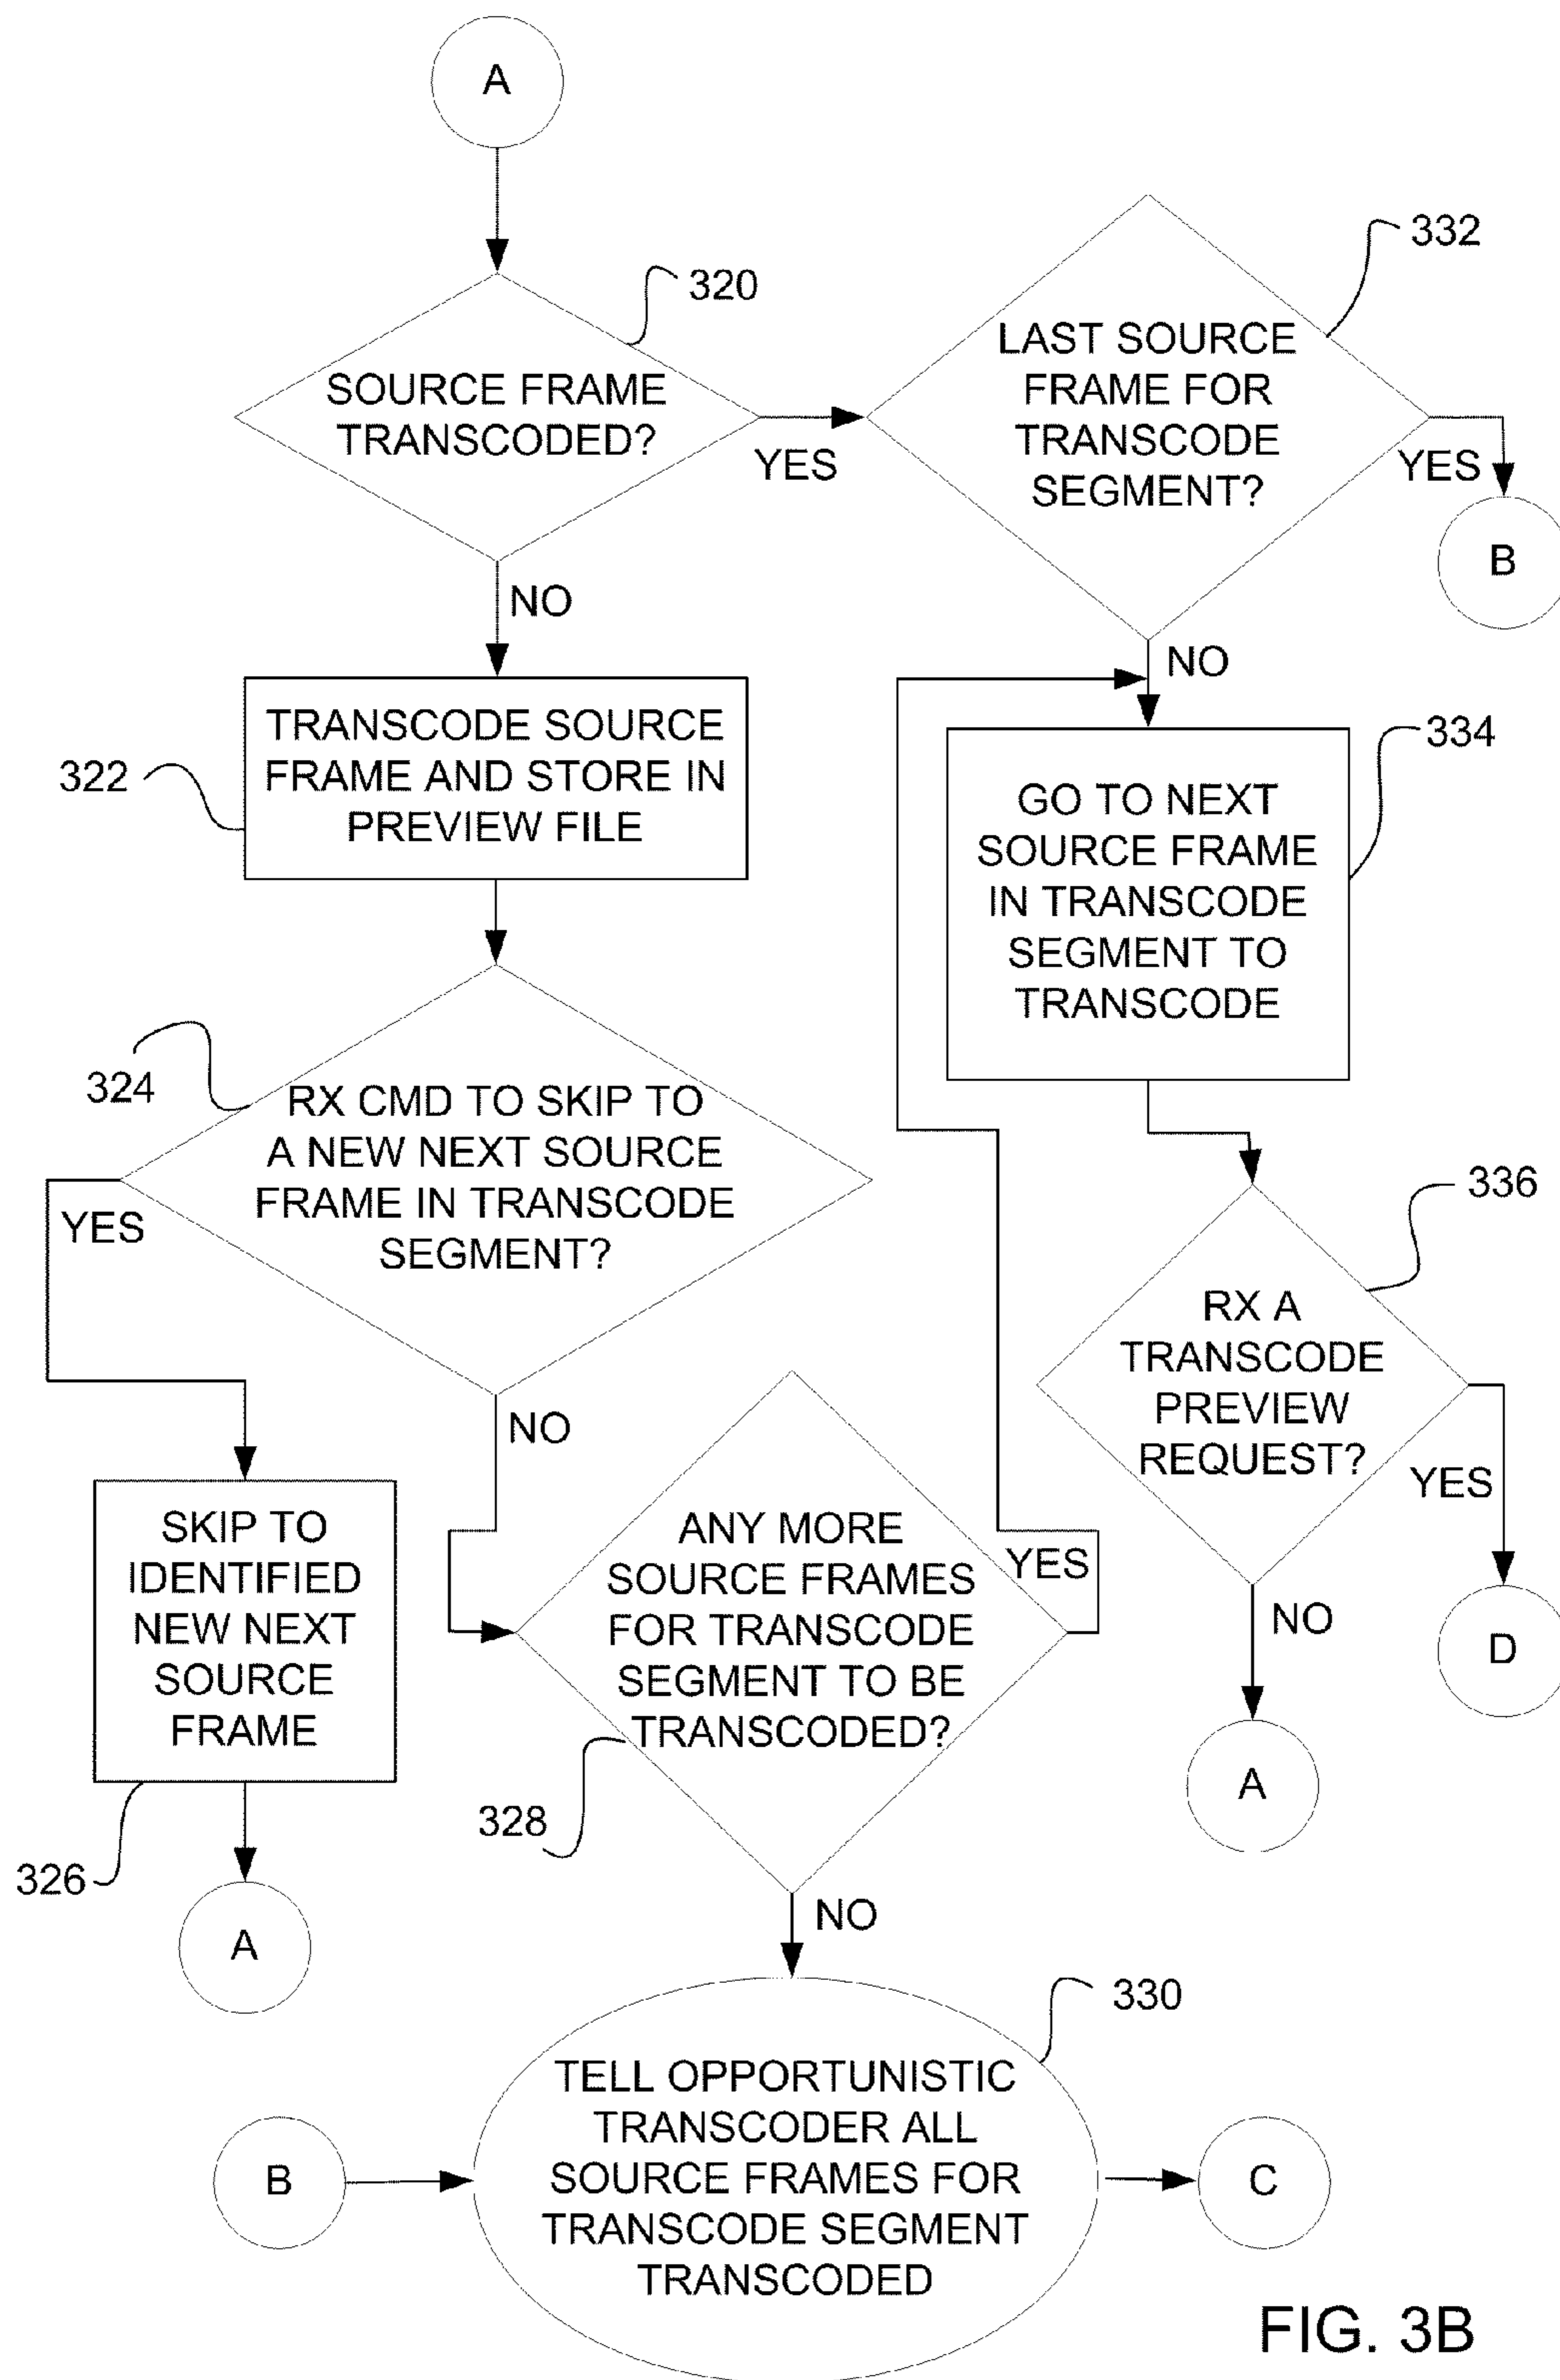 A
320
SOURCE FRAME
TRANSCODED?
YES
NO
332
LAST SOURCE
FRAME FOR
TRANSCODE
SEGMENT?
YES
B
NO
322
TRANSCODE SOURCE
FRAME AND STORE IN
PREVIEW FILE
334
GO TO NEXT
SOURCE FRAME
IN TRANSCODE
SEGMENT TO
TRANSCODE
324
RX CMD TO SKIP TO
A NEW NEXT SOURCE
FRAME IN TRANSCODE
SEGMENT?
YES
NO
336
RX A
TRANSCODE
PREVIEW
REQUEST?
YES
D
NO
A
SKIP TO
IDENTIFIED
NEW NEXT
SOURCE
FRAME
326
A
ANY MORE
SOURCE FRAMES
FOR TRANSCODE
SEGMENT TO BE
TRANSCODED?
YES
328
NO
330
B
TELL OPPORTUNISTIC
TRANSCODER ALL
SOURCE FRAMES FOR
TRANSCODE SEGMENT
TRANSCODED
C
FIG. 3B